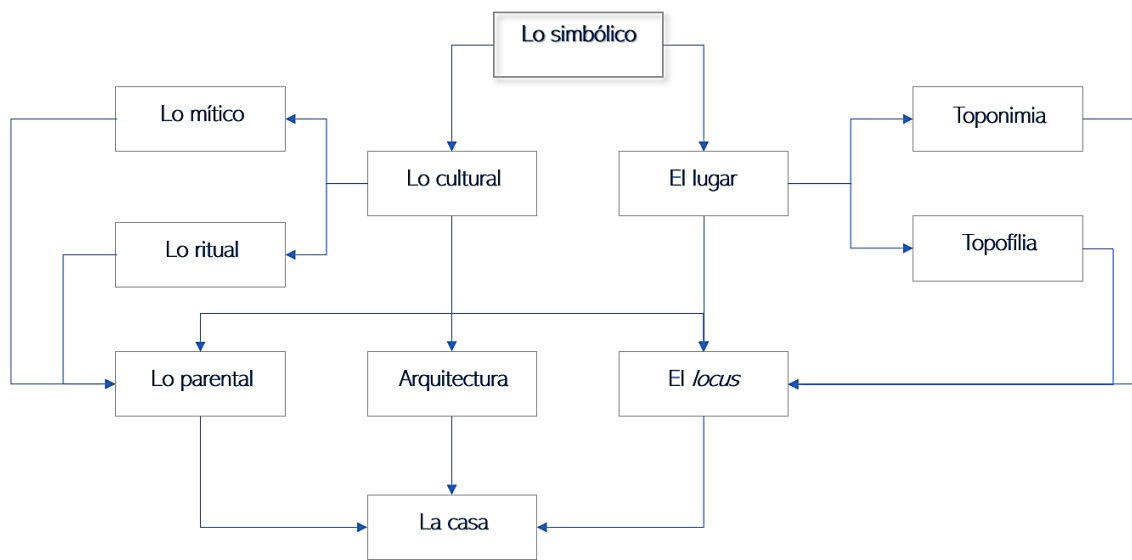 Lo simbólico
Lo mítico
Toponimia
Lo cultural
El lugar
Lo ritual
Topofília
Lo parental
Arquitectura
El locus
La casa